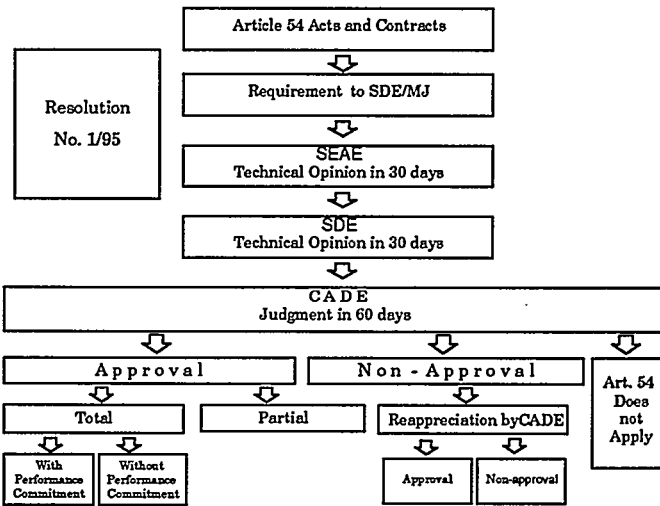 Article 54 Acts and Contracts
Resolution
No. 1/95
Requirement to SDE/MJ
SEAE
Technical Opinion in 30 days
SDE
Technical Opinion in 30 days
CADE
Judgment in 60 days
Approval
Non - Approval
Art. 54
Does
not
Apply
Total
Partial
Reappreciation byCADE
With
Performance
Commitment
Without
Performance
Commitment
Approval
Non-approval